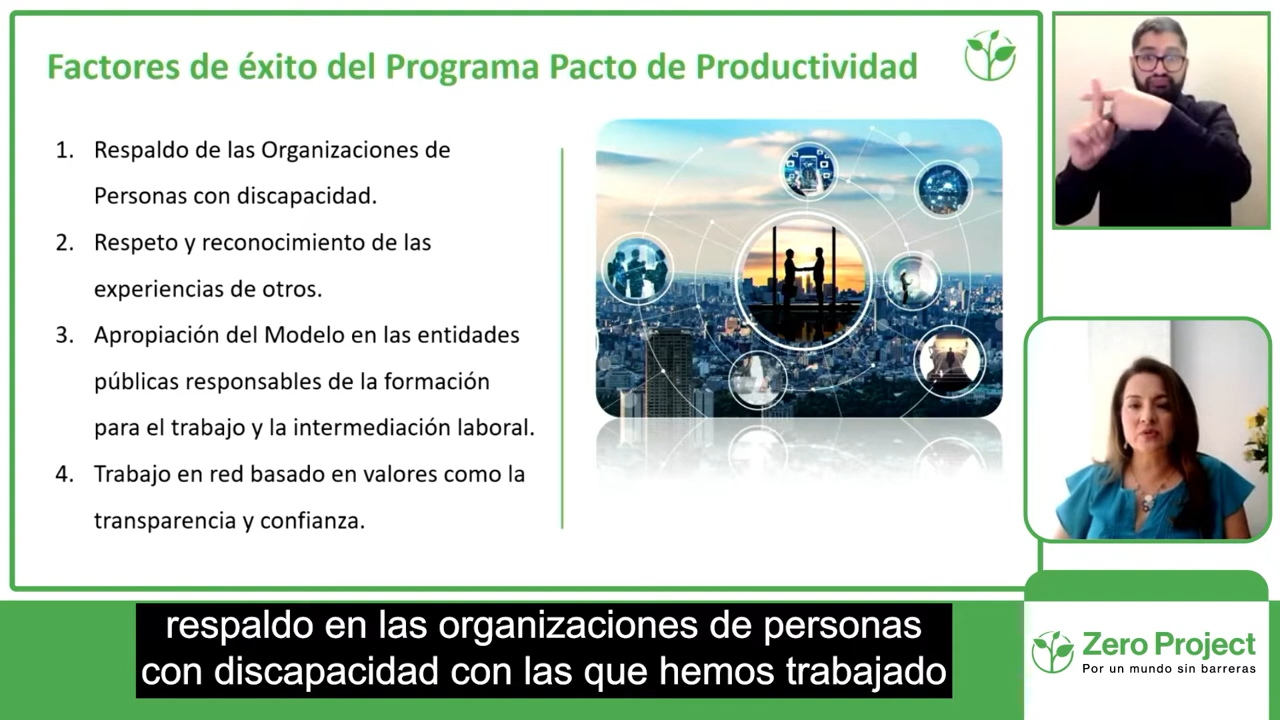 Factores de éxito del Programa Pacto de Productividad
1. Respaldo de las Organizaciones de
Personas con discapacidad.
2. Respeto y reconocimiento de las
experiencias de otros.
3. Apropiación del Modelo en las entidades
públicas responsables de la formación
para el trabajo y la intermediación laboral.
4. Trabajo en red basado en valores como la
transparencia y confianza.
respaldo en las organizaciones de personas
con discapacidad con las que hemos trabajado
Zero Project
Por un mundo sin barreras